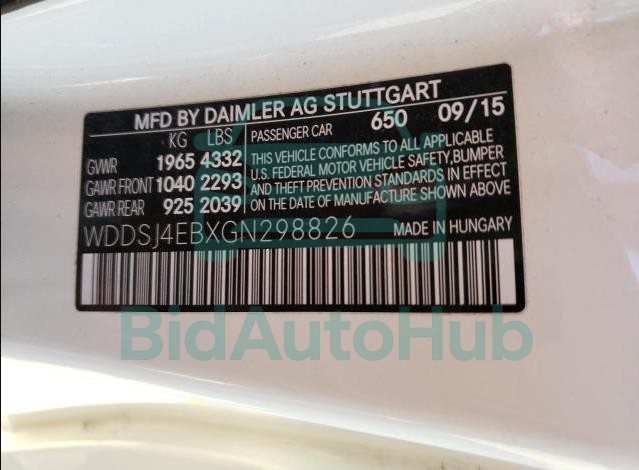 MFD BY DAIMLER AG STUTTGART
KG LBS PASSENGER CAR 650 09/15
GVWR 1965 4332 THIS VEHICLE CONFORMS TO ALL APPLICABLE
U.S. FEDERAL MOTOR VEHICLE SAFETY, BUMPER
GAWR FRONT 1040 2293 AND THEFT PREVENTION STANDARDS IN EFFECT
GAWR REAR 925 2039 ON THE DATE OF MANUFACTURE SHOWN ABOVE
WDDSJ4EBXGN298826 MADE IN HUNGARY
BidAutoHub